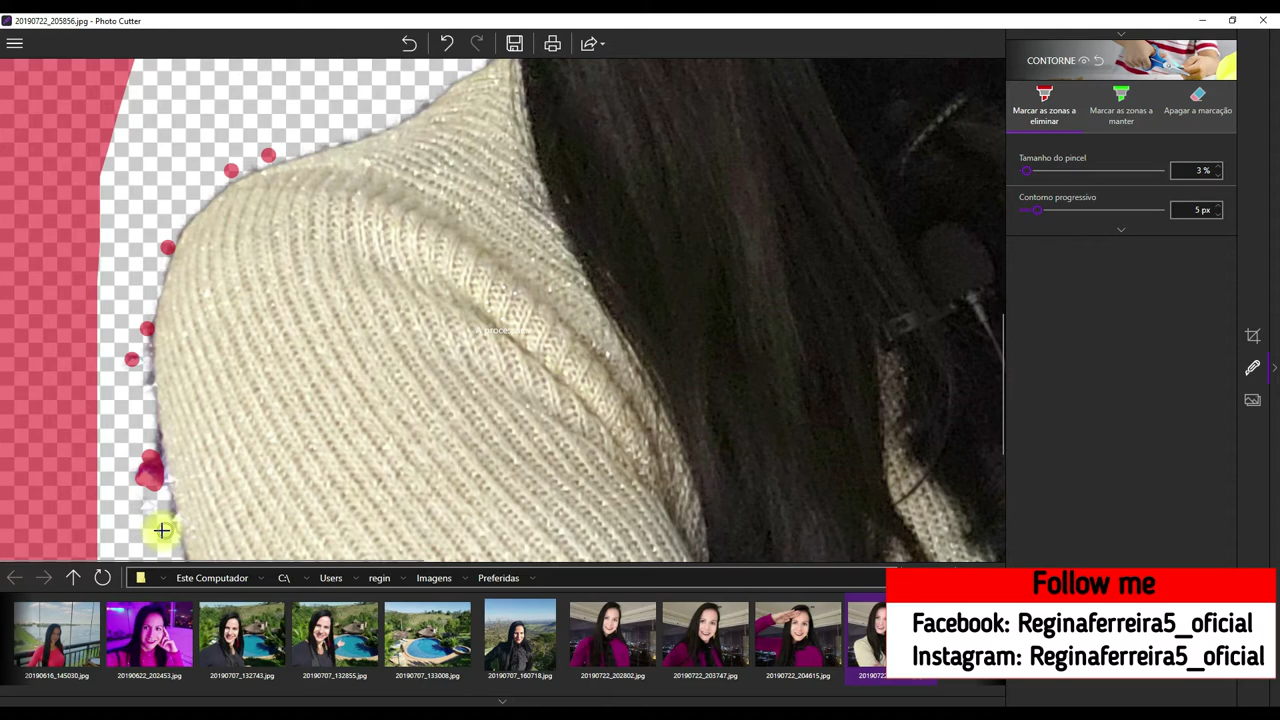 20190722_205856.jpg - Photo Cutter
CONTORNE
Marcar as zonas a
eliminar
Marcar as zonas a
manter
Apagar a marcação
Tamanho do pincel
3 %
Contorno progressivo
5 px
Este Computador
C:\
Users
regin
Imagens
Preferidas
20190616_145030.jpg
20190622_202453.jpg
20190707_132743.jpg
20190707_132855.jpg
20190707_133008.jpg
20190707_160718.jpg
20190722_202802.jpg
20190722_203747.jpg
20190722_204615.jpg
Follow me
Facebook: Reginaferreira5_oficial
Instagram: Reginaferreira5_oficial